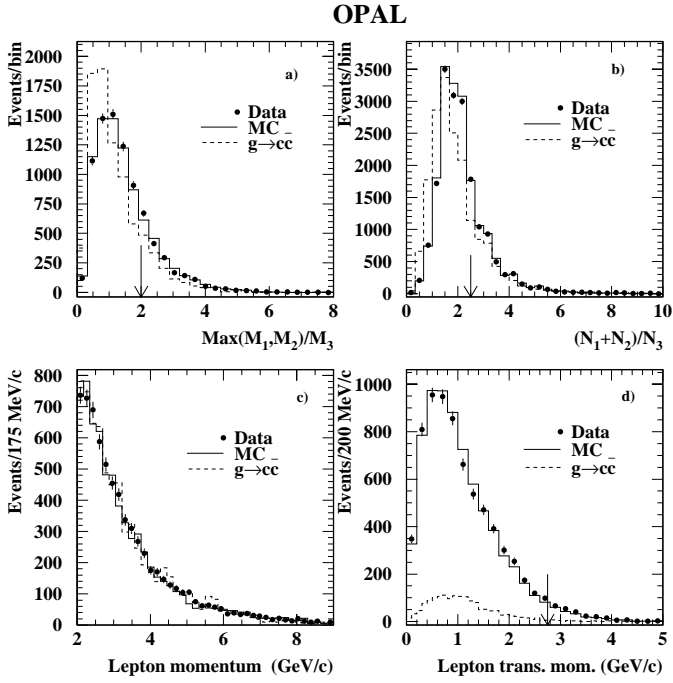 OPAL
Events/bin
2000
1750
1500
1250
1000
750
500
250
0
a)
Data
MC
g→cc̄
0 2 4 6 8
Max(M₁,M₂)/M₃
Events/bin
3500
3000
2500
2000
1500
1000
500
0
b)
Data
MC
g→cc̄
0 2 4 6 8 10
(N₁+N₂)/N₃
Events/175 MeV/c
800
700
600
500
400
300
200
100
0
c)
Data
MC
g→cc̄
2 4 6 8
Lepton momentum (GeV/c)
Events/200 MeV/c
1000
800
600
400
200
0
d)
Data
MC
g→cc̄
0 1 2 3 4 5
Lepton trans. mom. (GeV/c)